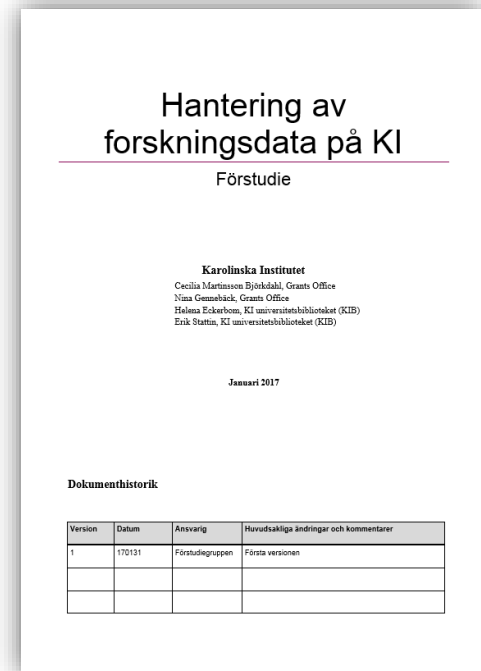 Hantering av
forskningsdata på KI
Förstudie
Karolinska Institutet
Cecilia Martinsson Björkdahl, Grants Office
Nina Gennebäck, Grants Office
Helena Eckerbom, KI universitetsbiblioteket (KIB)
Erik Stattin, KI universitetsbiblioteket (KIB)
Januari 2017
Dokumenthistorik
Version Datum Ansvarig Huvudsakliga ändringar och kommentarer
1 170131 Förstudiegruppen Första versionen